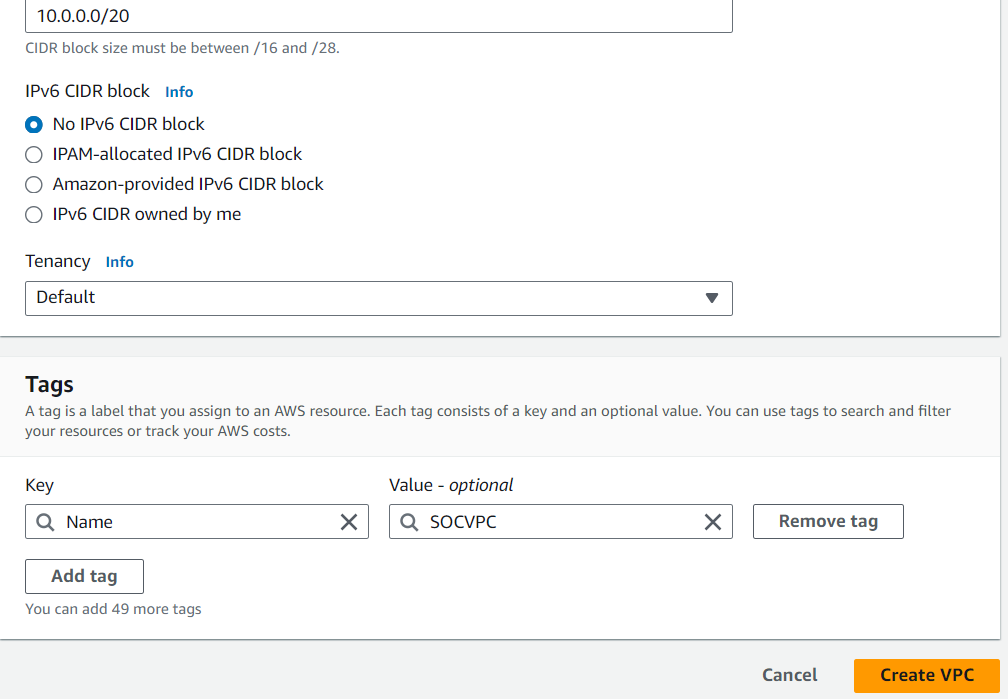 10.0.0.0/20
CIDR block size must be between /16 and /28.
IPv6 CIDR block Info
No IPv6 CIDR block
IPAM-allocated IPv6 CIDR block
Amazon-provided IPv6 CIDR block
IPv6 CIDR owned by me
Tenancy Info
Default
Tags
A tag is a label that you assign to an AWS resource. Each tag consists of a key and an optional value. You can use tags to search and filter
your resources or track your AWS costs.
Key Value - optional
Name SOCVPC Remove tag
Add tag
You can add 49 more tags
Cancel Create VPC